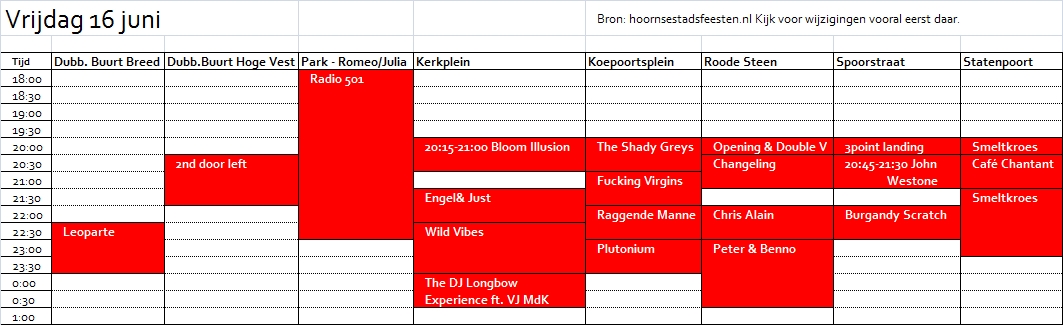 Vrijdag 16 juni
Bron: hoornsestadsfeesten.nl Kijk voor wijzigingen vooral eerst daar.
Tijd Dubb. Buurt Breed Dubb.Buurt Hoge Vest Park - Romeo/Julia Kerkplein Koepoortsplein Roode Steen Spoorstraat Statenpoort
18:00 Radio 501
18:30
19:00
19:30
20:00 20:15-21:00 Bloom Illusion The Shady Greys Opening & Double V 3point landing Smeltkroes
20:30 2nd door left Changeling 20:45-21:30 John Café Chantant
21:00 Fucking Virgins Westone
21:30 Engel& Just Smeltkroes
22:00 Raggende Manne Chris Alain Burgandy Scratch
22:30 Leoparte Wild Vibes
23:00 Plutonium Peter & Benno
23:30
0:00 The DJ Longbow
0:30 Experience ft. VJ MdK
1:00